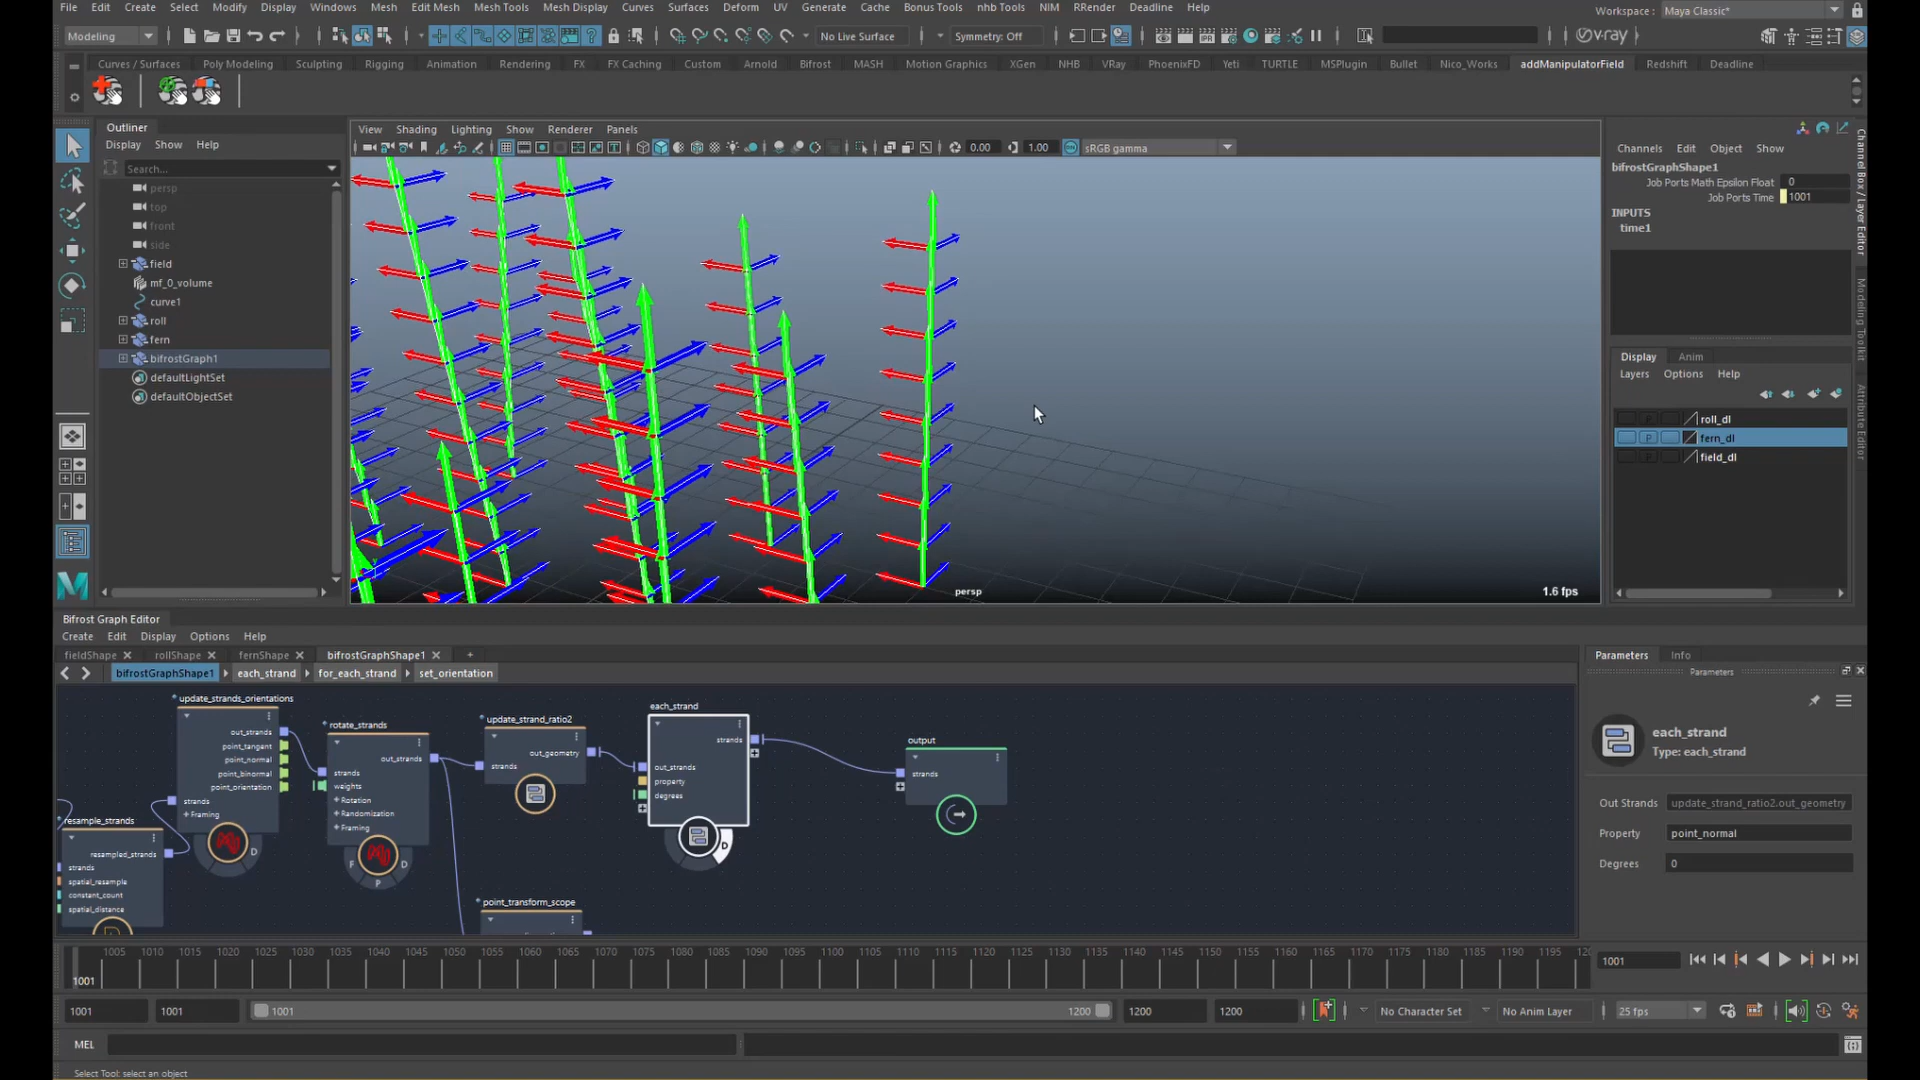 File Edit Create Select Modify Display Windows Mesh Edit Mesh Mesh Tools Mesh Display Curves Surfaces Deform UV Generate Cache Bonus Tools nhb Tools NIM RRender Deadline Help
Workspace : Maya Classic*
Modeling
No Live Surface
Symmetry: Off
v·ray
Curves / Surfaces Poly Modeling Sculpting Rigging Animation Rendering FX FX Caching Custom Arnold Bifrost MASH Motion Graphics XGen NHB VRay PhoenixFD Yeti TURTLE MSPlugin Bullet Nico_Works addManipulatorField Redshift Deadline
Outliner
Display Show Help
Search...
persp
top
front
side
field
mf_0_volume
curve1
roll
fern
bifrostGraph1
defaultLightSet
defaultObjectSet
View Shading Lighting Show Renderer Panels
0.00 1.00 sRGB gamma
persp
1.6 fps
Channels Edit Object Show
bifrostGraphShape1
Job Ports Math Epsilon Float 0
Job Ports Time 1001
INPUTS
time1
Display Anim
Layers Options Help
roll_dl
P fern_dl
field_dl
Channel Box / Layer Editor
Modeling Toolkit
Attribute Editor
Bifrost Graph Editor
Create Edit Display Options Help
fieldShape rollShape fernShape bifrostGraphShape1 +
bifrostGraphShape1 each_strand for_each_strand set_orientation
update_strands_orientations
out_strands
point_tangent
point_normal
point_binormal
point_orientation
strands
Framing
D
resample_strands
resampled_strands
strands
spatial_resample
constant_count
spatial_distance
rotate_strands
out_strands
strands
weights
Rotation
Randomization
Framing
F D
P
update_strand_ratio2
out_geometry
strands
point_transform_scope
each_strand
strands
out_strands
property
degrees
D
output
strands
Parameters Info
Parameters
each_strand
Type: each_strand
Out Strands update_strand_ratio2.out_geometry
Property point_normal
Degrees 0
1005 1010 1015 1020 1025 1030 1035 1040 1045 1050 1055 1060 1065 1070 1075 1080 1085 1090 1095 1100 1105 1110 1115 1120 1125 1130 1135 1140 1145 1150 1155 1160 1165 1170 1175 1180 1185 1190 1195
1001
1001
1001 1001 1001 1200 1200 1200 No Character Set No Anim Layer 25 fps
MEL
Select Tool: select an object